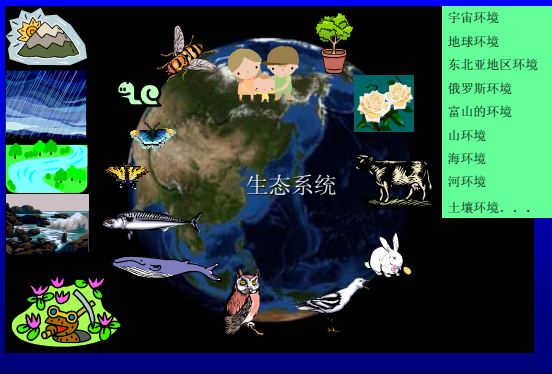 宇宙环境
地球环境
东北亚地区环境
俄罗斯环境
富山的环境
山环境
海环境
河环境
土壤环境．．．
生态系统